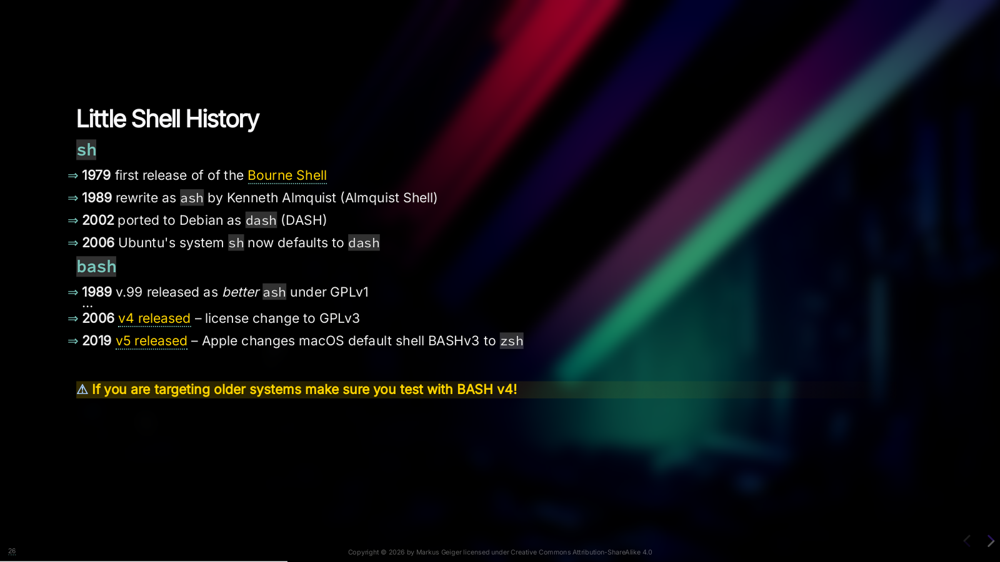 Little Shell History
sh
⇒ 1979 first release of of the Bourne Shell
⇒ 1989 rewrite as ash by Kenneth Almquist (Almquist Shell)
⇒ 2002 ported to Debian as dash (DASH)
⇒ 2006 Ubuntu's system sh now defaults to dash
bash
⇒ 1989 v.99 released as better ash under GPLv1
...
⇒ 2006 v4 released – license change to GPLv3
⇒ 2019 v5 released – Apple changes macOS default shell BASHv3 to zsh
⚠ If you are targeting older systems make sure you test with BASH v4!
26
Copyright © 2026 by Markus Geiger licensed under Creative Commons Attribution-ShareAlike 4.0